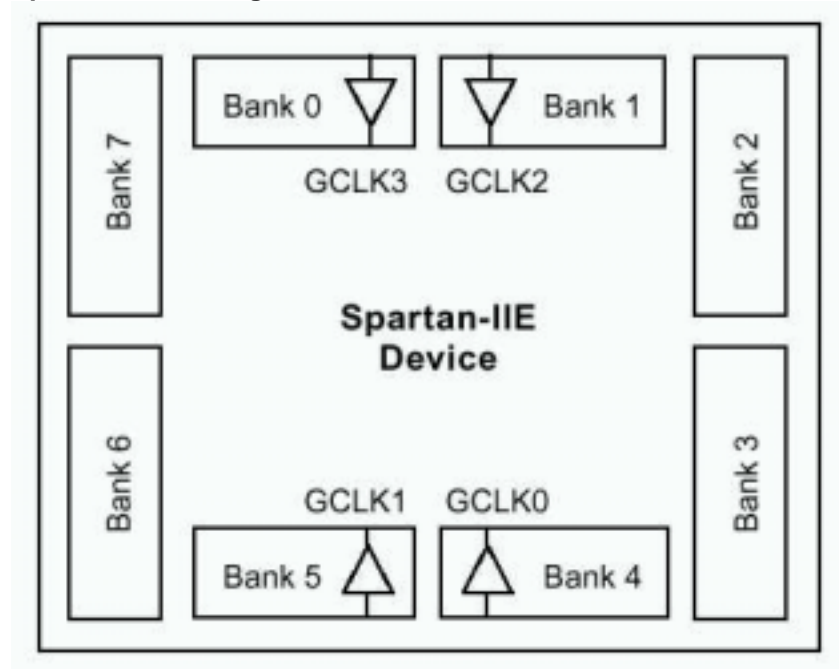 Bank 0
Bank 1
GCLK3
GCLK2
Bank 7
Bank 2
Spartan-IIE
Device
Bank 6
Bank 3
GCLK1
GCLK0
Bank 5
Bank 4